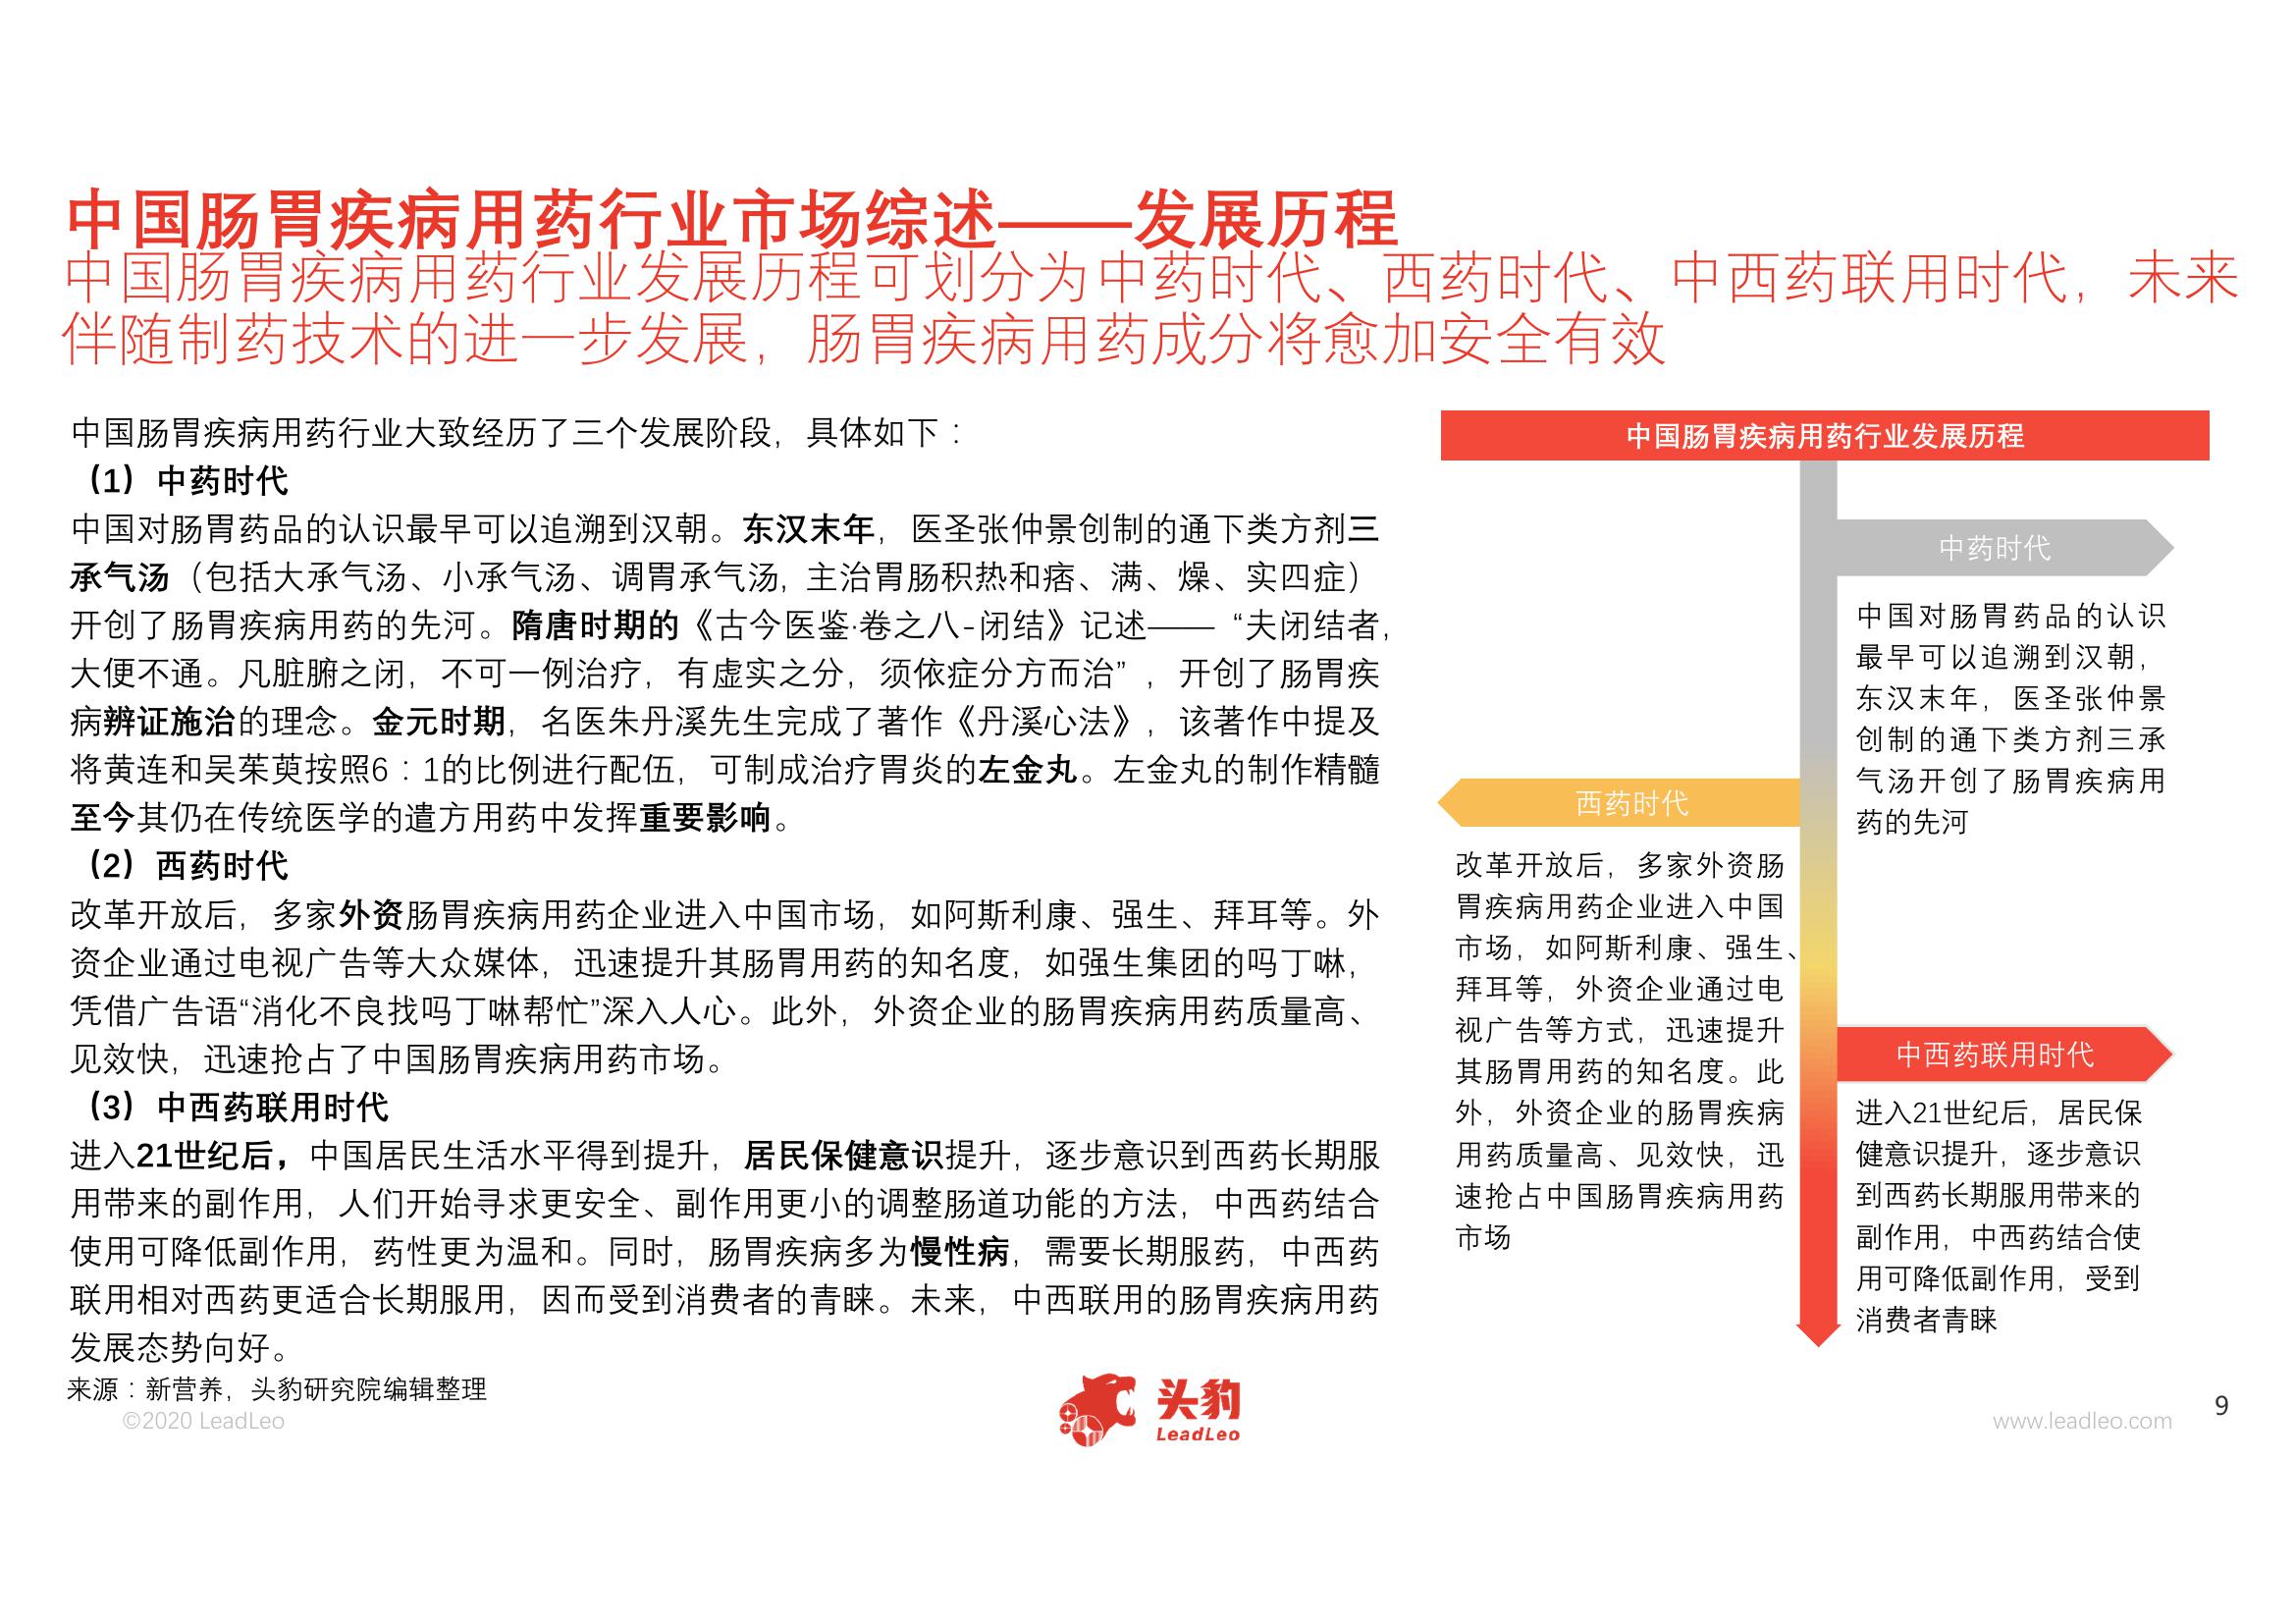 中国肠胃疾病用药行业市场综述——发展历程
中国肠胃疾病用药行业发展历程可划分为中药时代、西药时代、中西药联用时代，未来
伴随制药技术的进一步发展，肠胃疾病用药成分将愈加安全有效
中国肠胃疾病用药行业大致经历了三个发展阶段，具体如下：
（1）中药时代
中国对肠胃药品的认识最早可以追溯到汉朝。东汉末年，医圣张仲景创制的通下类方剂三
承气汤（包括大承气汤、小承气汤、调胃承气汤，主治胃肠积热和痞、满、燥、实四症）
开创了肠胃疾病用药的先河。隋唐时期的《古今医鉴·卷之八-闭结》记述——“夫闭结者，
大便不通。凡脏腑之闭，不可一例治疗，有虚实之分，须依症分方而治”，开创了肠胃疾
病辨证施治的理念。金元时期，名医朱丹溪先生完成了著作《丹溪心法》，该著作中提及
将黄连和吴茱萸按照6：1的比例进行配伍，可制成治疗胃炎的左金丸。左金丸的制作精髓
至今其仍在传统医学的遣方用药中发挥重要影响。
（2）西药时代
改革开放后，多家外资肠胃疾病用药企业进入中国市场，如阿斯利康、强生、拜耳等。外
资企业通过电视广告等大众媒体，迅速提升其肠胃用药的知名度，如强生集团的吗丁啉，
凭借广告语“消化不良找吗丁啉帮忙”深入人心。此外，外资企业的肠胃疾病用药质量高、
见效快，迅速抢占了中国肠胃疾病用药市场。
（3）中西药联用时代
进入21世纪后，中国居民生活水平得到提升，居民保健意识提升，逐步意识到西药长期服
用带来的副作用，人们开始寻求更安全、副作用更小的调整肠道功能的方法，中西药结合
使用可降低副作用，药性更为温和。同时，肠胃疾病多为慢性病，需要长期服药，中西药
联用相对西药更适合长期服用，因而受到消费者的青睐。未来，中西联用的肠胃疾病用药
发展态势向好。
来源：新营养，头豹研究院编辑整理
中国肠胃疾病用药行业发展历程
中药时代
中国对肠胃药品的认识
最早可以追溯到汉朝，
东汉末年，医圣张仲景
创制的通下类方剂三承
气汤开创了肠胃疾病用
药的先河
西药时代
改革开放后，多家外资肠
胃疾病用药企业进入中国
市场，如阿斯利康、强生、
拜耳等，外资企业通过电
视广告等方式，迅速提升
其肠胃用药的知名度。此
外，外资企业的肠胃疾病
用药质量高、见效快，迅
速抢占中国肠胃疾病用药
市场
中西药联用时代
进入21世纪后，居民保
健意识提升，逐步意识
到西药长期服用带来的
副作用，中西药结合使
用可降低副作用，受到
消费者青睐
©2020 LeadLeo
头豹
LeadLeo
www.leadleo.com
9